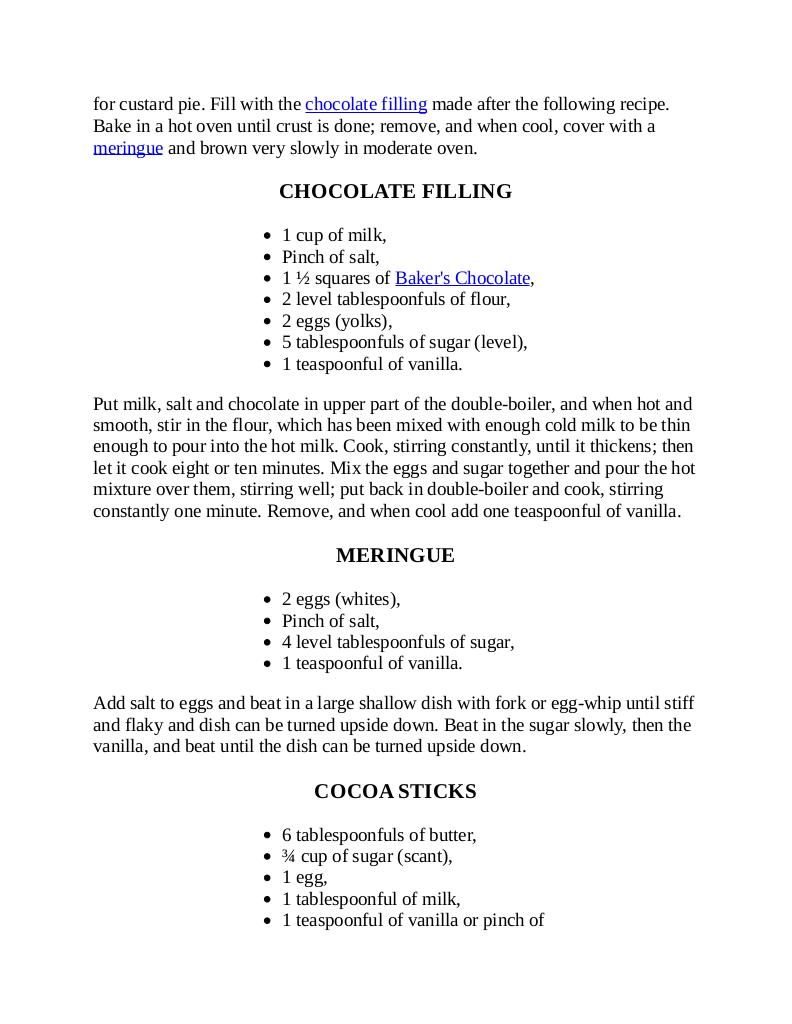 for custard pie. Fill with the chocolate filling made after the following recipe.
Bake in a hot oven until crust is done; remove, and when cool, cover with a
meringue and brown very slowly in moderate oven.
CHOCOLATE FILLING
• 1 cup of milk,
• Pinch of salt,
• 1 ½ squares of Baker's Chocolate,
• 2 level tablespoonfuls of flour,
• 2 eggs (yolks),
• 5 tablespoonfuls of sugar (level),
• 1 teaspoonful of vanilla.
Put milk, salt and chocolate in upper part of the double-boiler, and when hot and
smooth, stir in the flour, which has been mixed with enough cold milk to be thin
enough to pour into the hot milk. Cook, stirring constantly, until it thickens; then
let it cook eight or ten minutes. Mix the eggs and sugar together and pour the hot
mixture over them, stirring well; put back in double-boiler and cook, stirring
constantly one minute. Remove, and when cool add one teaspoonful of vanilla.
MERINGUE
• 2 eggs (whites),
• Pinch of salt,
• 4 level tablespoonfuls of sugar,
• 1 teaspoonful of vanilla.
Add salt to eggs and beat in a large shallow dish with fork or egg-whip until stiff
and flaky and dish can be turned upside down. Beat in the sugar slowly, then the
vanilla, and beat until the dish can be turned upside down.
COCOA STICKS
• 6 tablespoonfuls of butter,
• ¾ cup of sugar (scant),
• 1 egg,
• 1 tablespoonful of milk,
• 1 teaspoonful of vanilla or pinch of